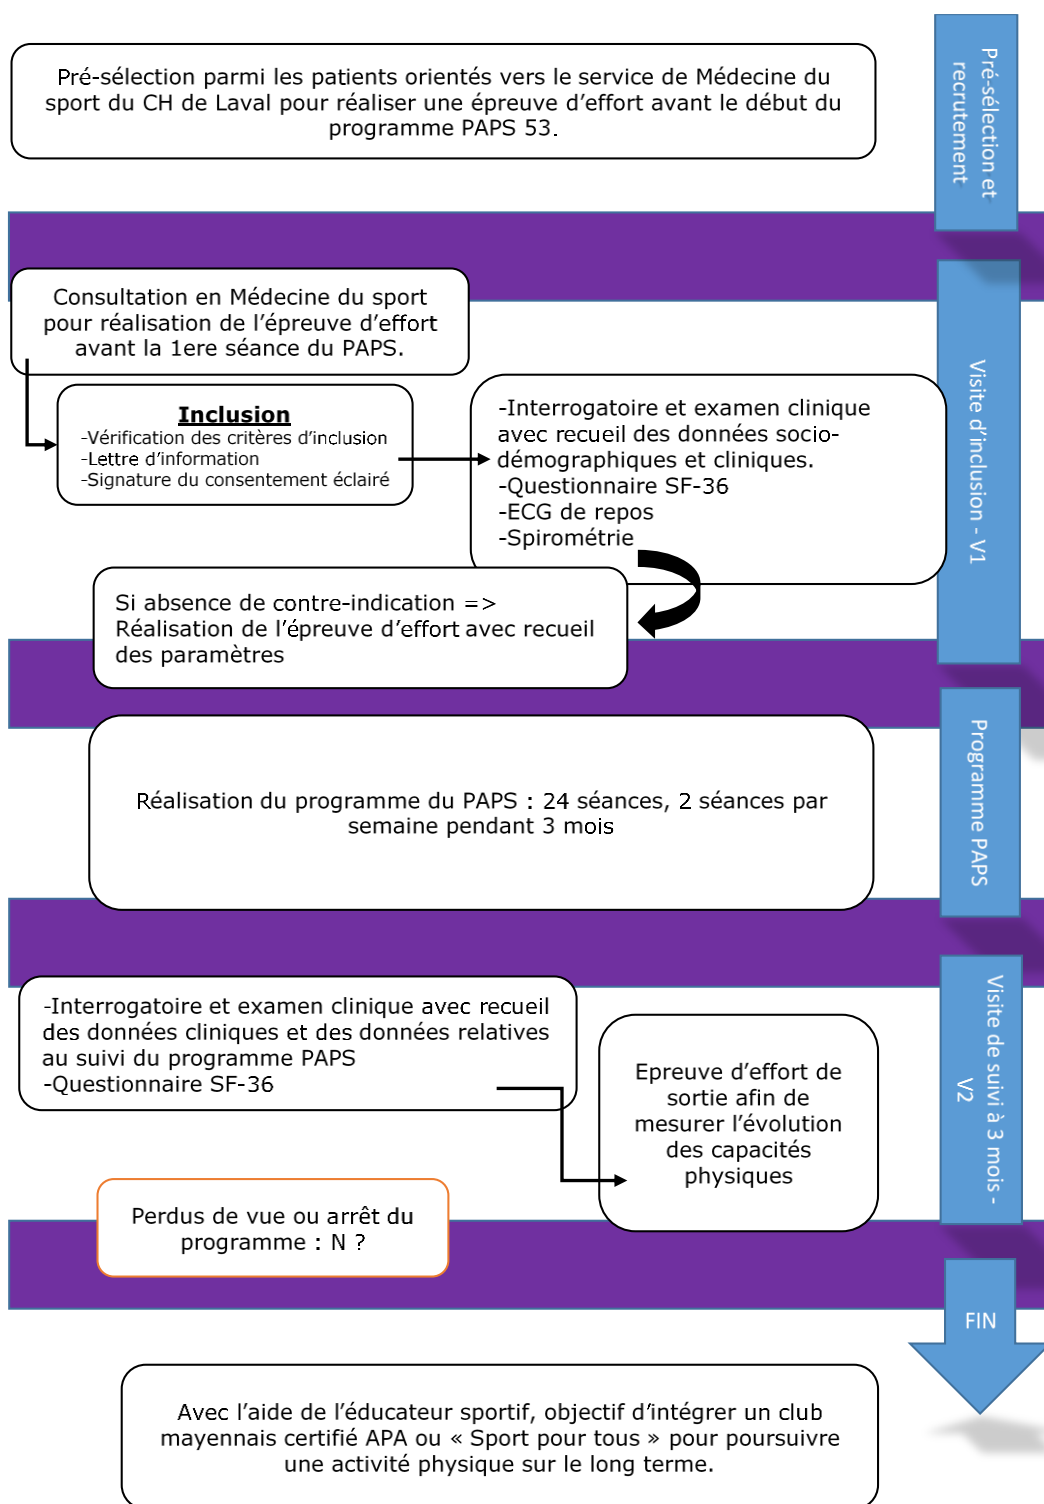 Pré-sélection parmi les patients orientés vers le service de Médecine du
sport du CH de Laval pour réaliser une épreuve d’effort avant le début du
programme PAPS 53.
Pré-sélection et
recrutement
Consultation en Médecine du sport
pour réalisation de l’épreuve d’effort
avant la 1ere séance du PAPS.
Inclusion
-Vérification des critères d’inclusion
-Lettre d’information
-Signature du consentement éclairé
-Interrogatoire et examen clinique
avec recueil des données socio-
démographiques et cliniques.
-Questionnaire SF-36
-ECG de repos
-Spirométrie
Visite d’inclusion - V1
Si absence de contre-indication =>
Réalisation de l’épreuve d’effort avec recueil
des paramètres
Réalisation du programme du PAPS : 24 séances, 2 séances par
semaine pendant 3 mois
Programme PAPS
-Interrogatoire et examen clinique avec recueil
des données cliniques et des données relatives
au suivi du programme PAPS
-Questionnaire SF-36
Epreuve d’effort de
sortie afin de
mesurer l’évolution
des capacités
physiques
Visite de suivi à 3 mois -
V2
Perdus de vue ou arrêt du
programme : N ?
FIN
Avec l’aide de l’éducateur sportif, objectif d’intégrer un club
mayennais certifié APA ou « Sport pour tous » pour poursuivre
une activité physique sur le long terme.